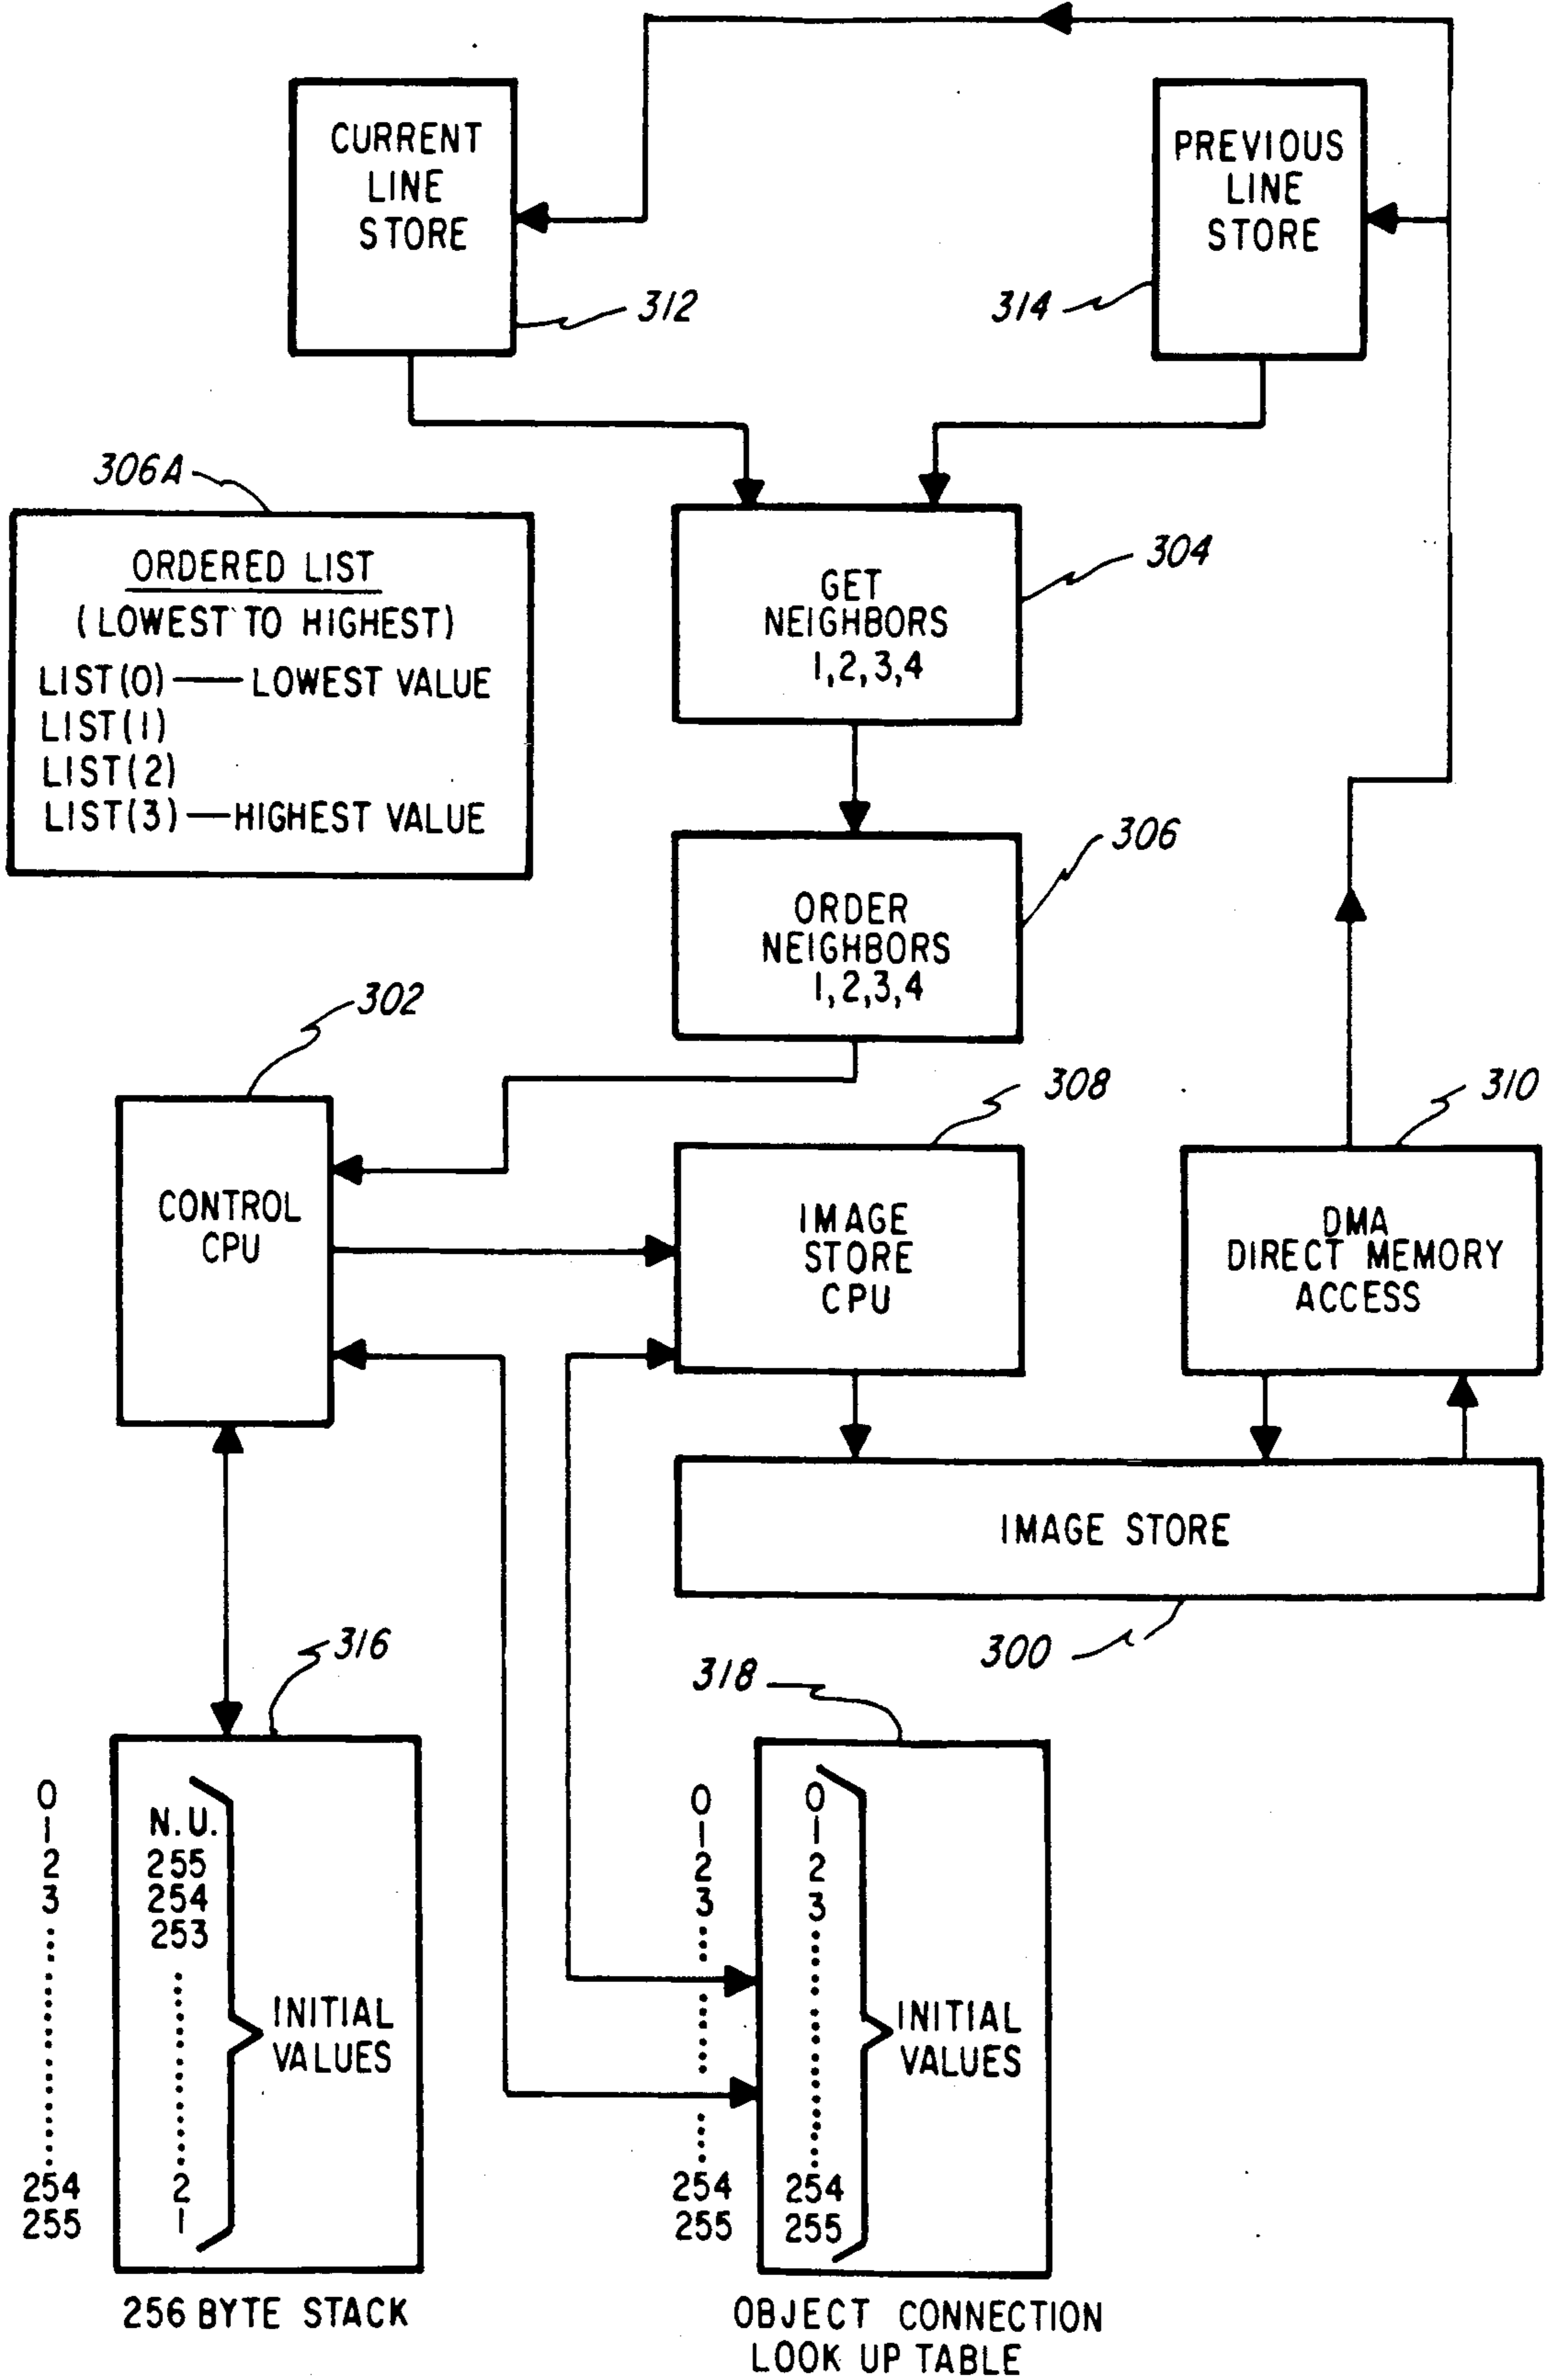 CURRENT
LINE
STORE
312
PREVIOUS
LINE
STORE
314
306A
ORDERED LIST
(LOWEST TO HIGHEST)
LIST(0) — LOWEST VALUE
LIST(1)
LIST(2)
LIST(3) — HIGHEST VALUE
GET
NEIGHBORS
1,2,3,4
304
ORDER
NEIGHBORS
1,2,3,4
306
302
CONTROL
CPU
308
IMAGE
STORE
CPU
310
DMA
DIRECT MEMORY
ACCESS
IMAGE STORE
300
316
0
1
2
3
254
255
N.U.
255
254
253
2
1
INITIAL
VALUES
256 BYTE STACK
318
0
1
2
3
254
255
0
1
2
3
254
255
INITIAL
VALUES
OBJECT CONNECTION
LOOK UP TABLE